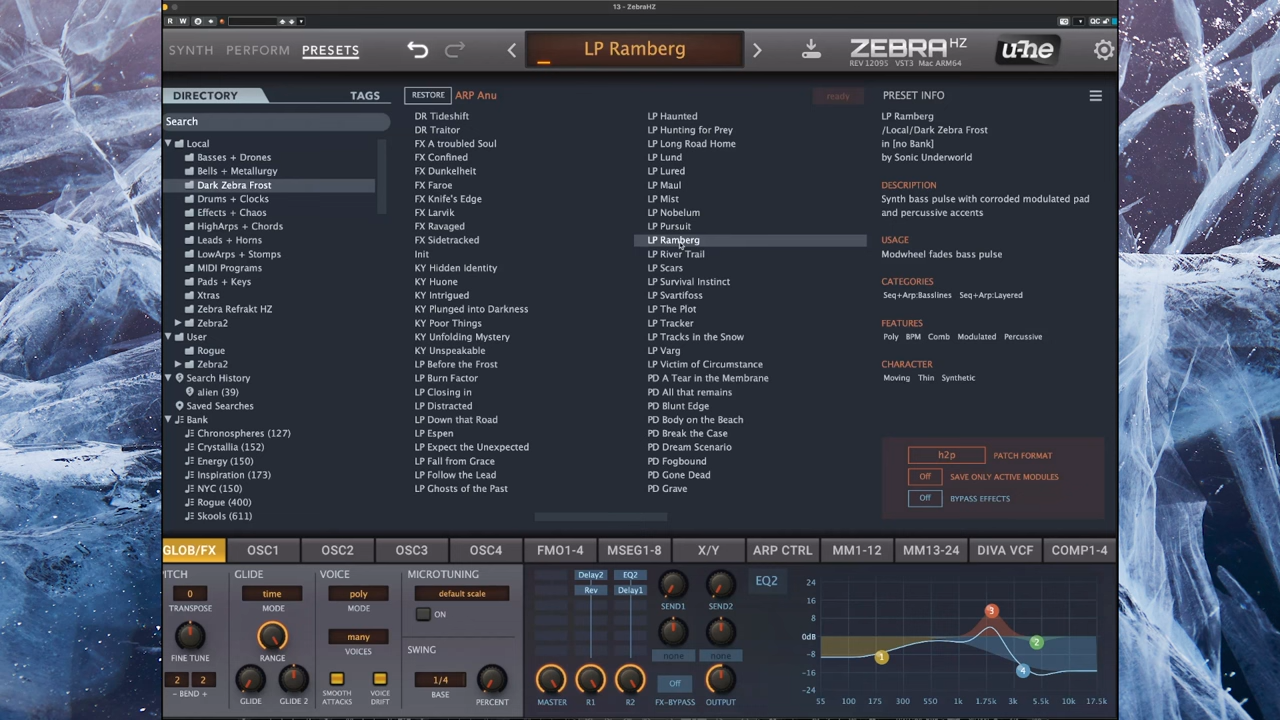 13 - ZebraHZ
R W
QC
SYNTH PERFORM PRESETS
LP Ramberg
ZEBRA HZ
REV 12095 VST3 Mac ARM64
u-he
DIRECTORY TAGS
RESTORE ARP Anu
ready
PRESET INFO
Search
Local
Basses + Drones
Bells + Metallurgy
Dark Zebra Frost
Drums + Clocks
Effects + Chaos
HighArps + Chords
Leads + Horns
LowArps + Stomps
MIDI Programs
Pads + Keys
Xtras
Zebra Refrakt HZ
Zebra2
User
Rogue
Zebra2
Search History
alien (39)
Saved Searches
Bank
Chronospheres (127)
Crystallia (152)
Energy (150)
Inspiration (173)
NYC (150)
Rogue (400)
Skools (611)
DR Tideshift
DR Traitor
FX A troubled Soul
FX Confined
FX Dunkelheit
FX Faroe
FX Knife's Edge
FX Larvik
FX Ravaged
FX Sidetracked
Init
KY Hidden Identity
KY Huone
KY Intrigued
KY Plunged into Darkness
KY Poor Things
KY Unfolding Mystery
KY Unspeakable
LP Before the Frost
LP Burn Factor
LP Closing in
LP Distracted
LP Down that Road
LP Espen
LP Expect the Unexpected
LP Fall from Grace
LP Follow the Lead
LP Ghosts of the Past
LP Haunted
LP Hunting for Prey
LP Long Road Home
LP Lund
LP Lured
LP Maul
LP Mist
LP Nobelum
LP Pursuit
LP Ramberg
LP River Trail
LP Scars
LP Survival Instinct
LP Svartifoss
LP The Plot
LP Tracker
LP Tracks in the Snow
LP Varg
LP Victim of Circumstance
PD A Tear in the Membrane
PD All that remains
PD Blunt Edge
PD Body on the Beach
PD Break the Case
PD Dream Scenario
PD Fogbound
PD Gone Dead
PD Grave
LP Ramberg
/Local/Dark Zebra Frost
in [no Bank]
by Sonic Underworld
DESCRIPTION
Synth bass pulse with corroded modulated pad
and percussive accents
USAGE
Modwheel fades bass pulse
CATEGORIES
Seq+Arp:Basslines Seq+Arp:Layered
FEATURES
Poly BPM Comb Modulated Percussive
CHARACTER
Moving Thin Synthetic
h2p PATCH FORMAT
Off SAVE ONLY ACTIVE MODULES
Off BYPASS EFFECTS
GLOB/FX OSC1 OSC2 OSC3 OSC4 FMO1-4 MSEG1-8 X/Y ARP CTRL MM1-12 MM13-24 DIVA VCF COMP1-4
PITCH
0
TRANSPOSE
FINE TUNE
2 2
- BEND +
GLIDE
time
MODE
RANGE
GLIDE GLIDE 2
VOICE
poly
MODE
many
VOICES
SMOOTH ATTACKS
VOICE DRIFT
MICROTUNING
default scale
ON
SWING
1/4
BASE
PERCENT
Delay2 EQ2
Rev Delay1
MASTER R1 R2
SEND1 SEND2
none none
Off
FX-BYPASS OUTPUT
EQ2
24
16
8
0dB
-8
-16
-24
1 2 3 4
55 100 175 300 550 1k 1.75k 3k 5.5k 10k 17.5k